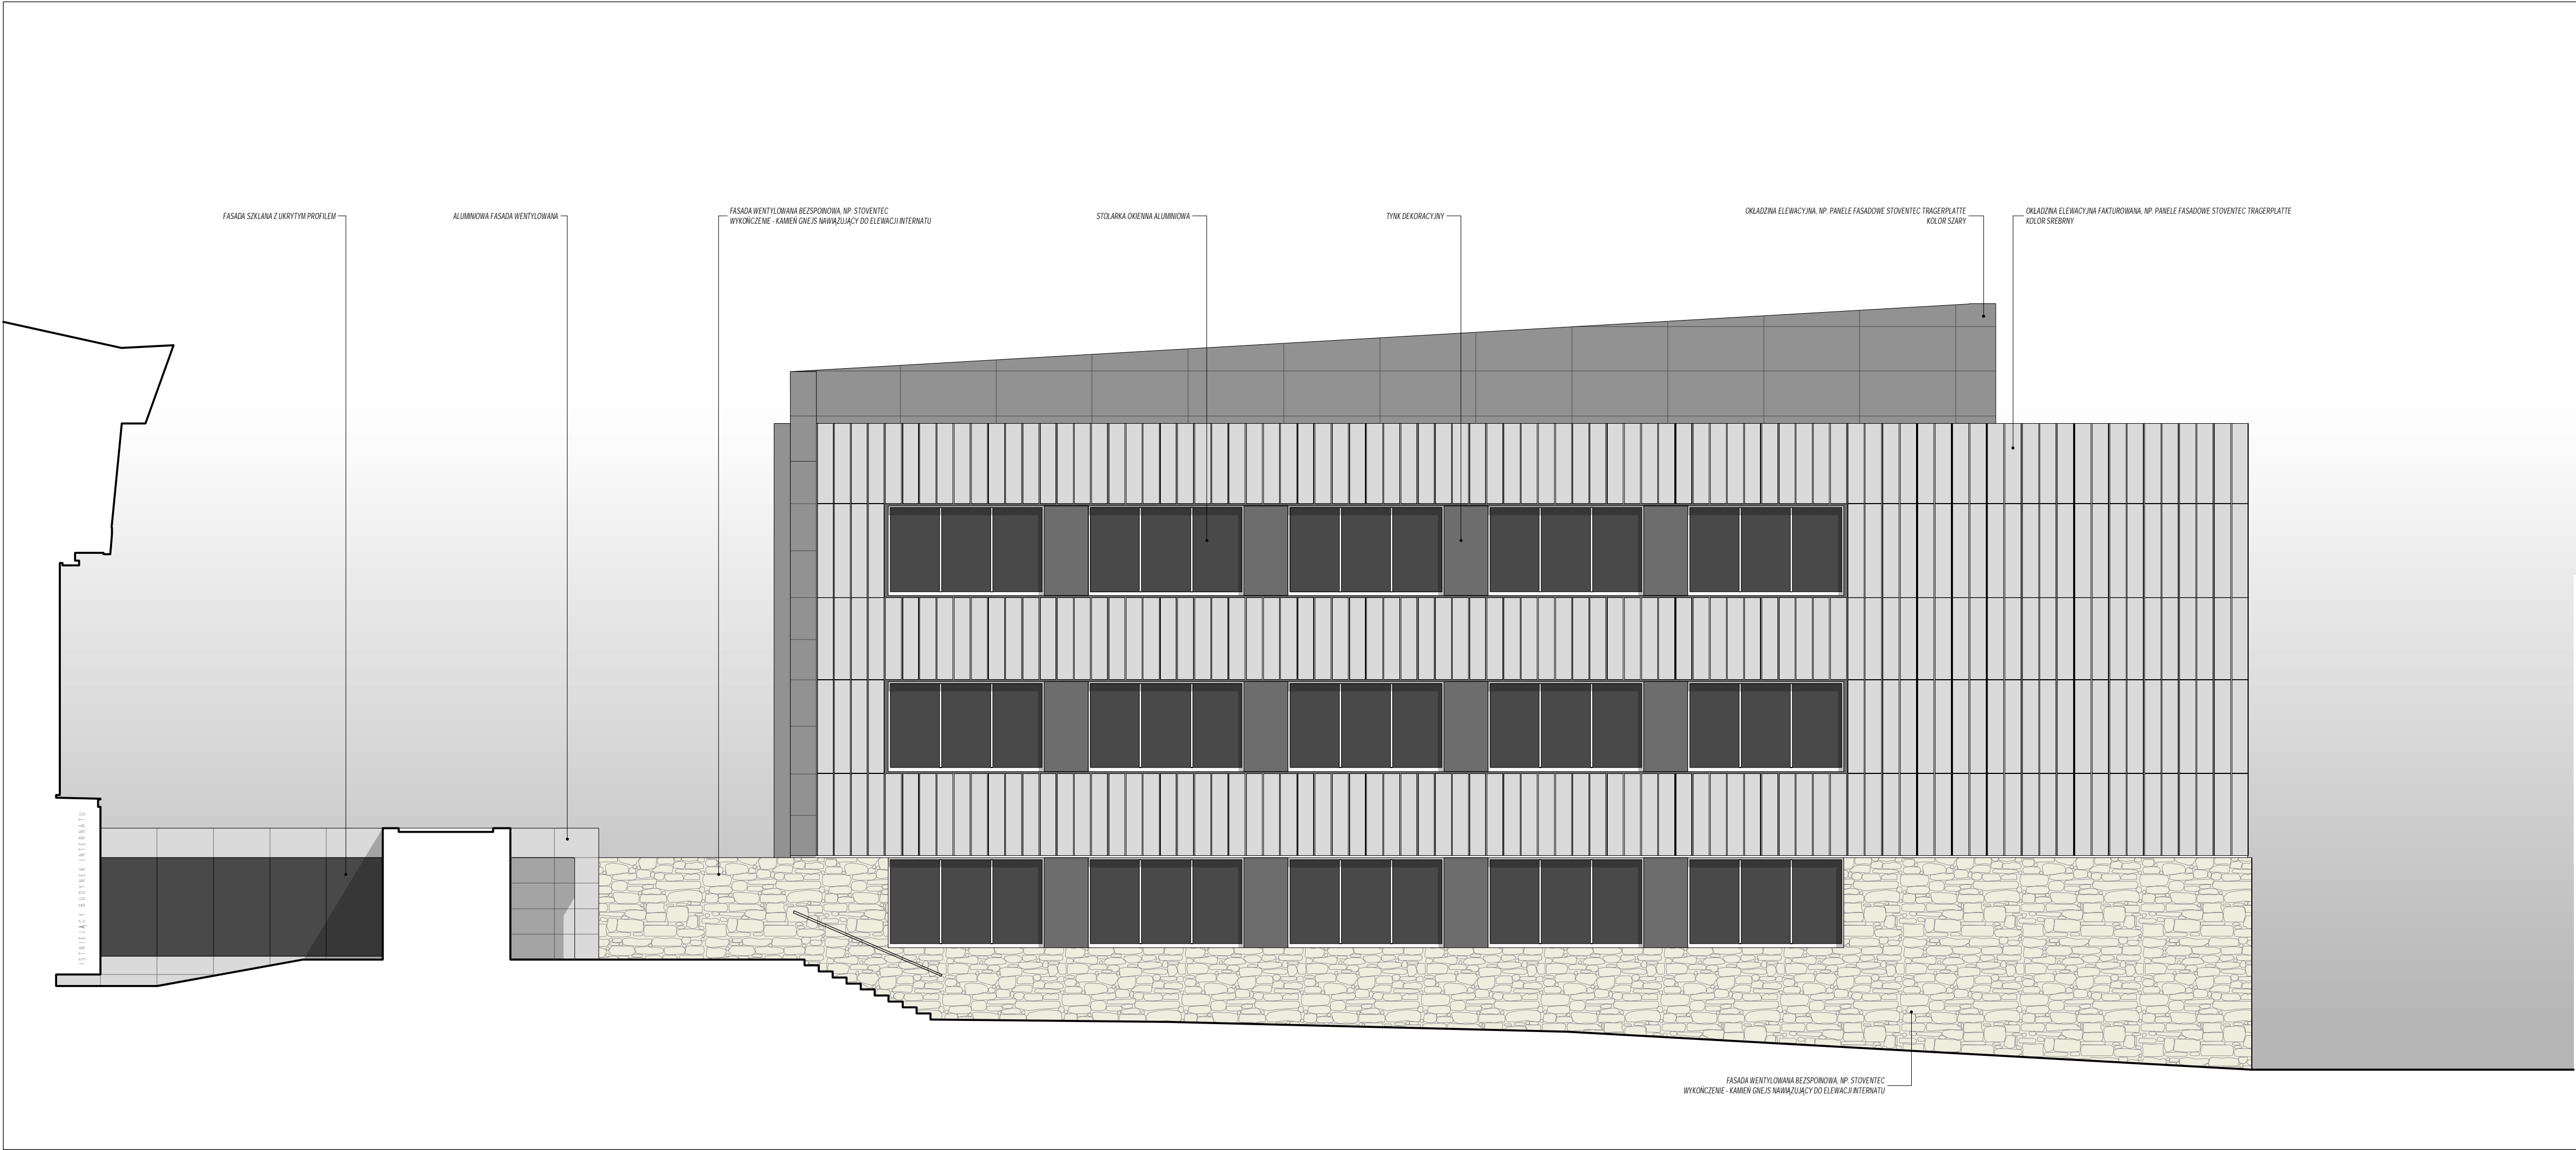 FASADA SZKLANA Z UKRYTYM PROFILEM
ALUMINIOWA FASADA WENTYLOWANA
FASADA WENTYLOWANA BEZSPOINOWA, NP. STOVENTEC
WYKOŃCZENIE - KAMIEŃ GNEJS NAWIĄZUJĄCY DO ELEWACJI INTERNATU
STOLARKA OKIENNA ALUMINIOWA
TYNK DEKORACYJNY
OKŁADZINA ELEWACYJNA, NP. PANELE FASADOWE STOVENTEC TRAGERPLATTE
KOLOR SZARY
OKŁADZINA ELEWACYJNA FAKTUROWANA, NP. PANELE FASADOWE STOVENTEC TRAGERPLATTE
KOLOR SREBRNY
ISTNIEJĄCY BUDYNEK INTERNATU
FASADA WENTYLOWANA BEZSPOINOWA, NP. STOVENTEC
WYKOŃCZENIE - KAMIEŃ GNEJS NAWIĄZUJĄCY DO ELEWACJI INTERNATU